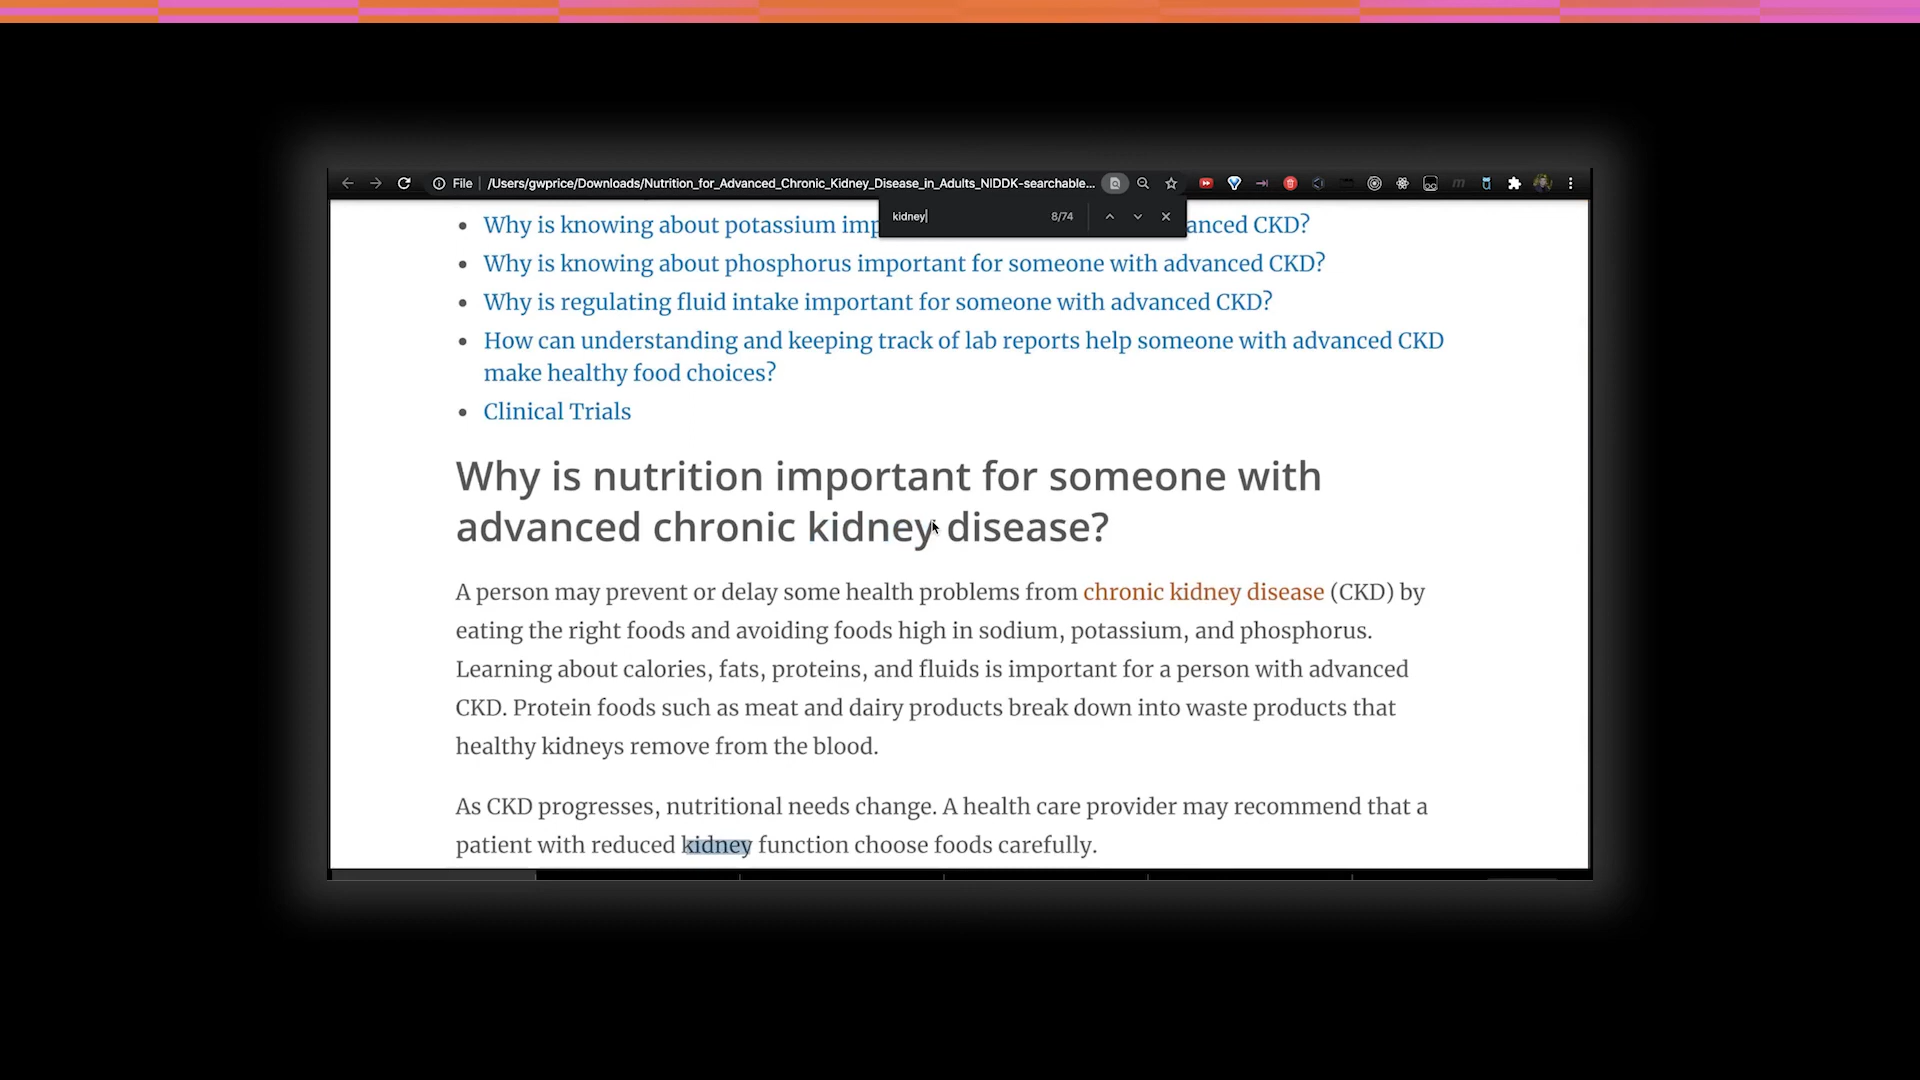 File | /Users/gwprice/Downloads/Nutrition_for_Advanced_Chronic_Kidney_Disease_in_Adults_NIDDK-searchable...
kidney 8/74
• Why is knowing about potassium imp anced CKD?
• Why is knowing about phosphorus important for someone with advanced CKD?
• Why is regulating fluid intake important for someone with advanced CKD?
• How can understanding and keeping track of lab reports help someone with advanced CKD
make healthy food choices?
• Clinical Trials
Why is nutrition important for someone with
advanced chronic kidney disease?
A person may prevent or delay some health problems from chronic kidney disease (CKD) by
eating the right foods and avoiding foods high in sodium, potassium, and phosphorus.
Learning about calories, fats, proteins, and fluids is important for a person with advanced
CKD. Protein foods such as meat and dairy products break down into waste products that
healthy kidneys remove from the blood.
As CKD progresses, nutritional needs change. A health care provider may recommend that a
patient with reduced kidney function choose foods carefully.